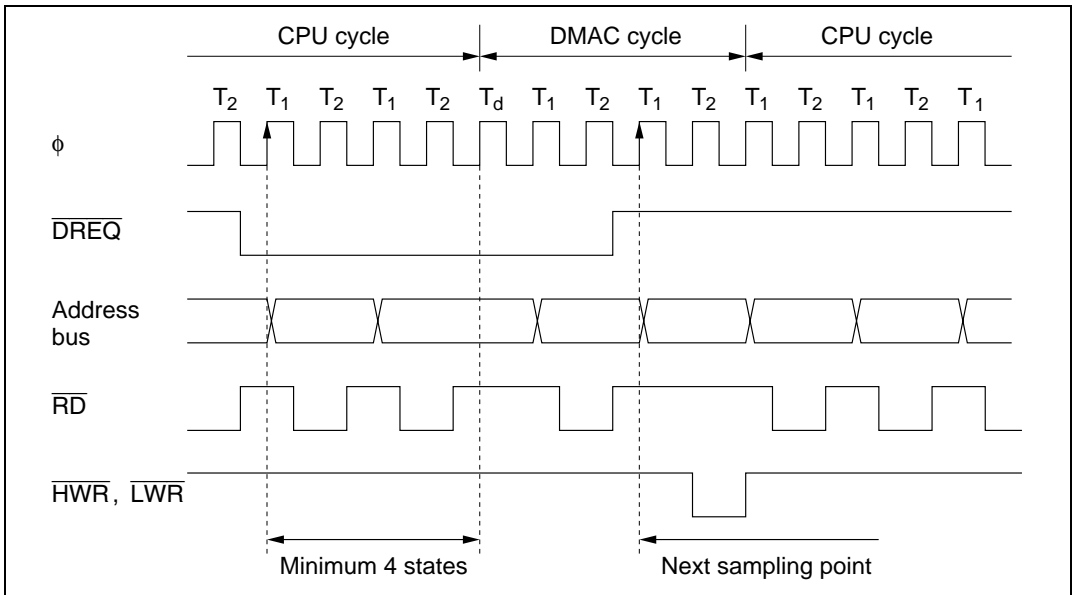 CPU cycle DMAC cycle CPU cycle
T2 T1 T2 T1 T2 Td T1 T2 T1 T2 T1 T2 T1 T2 T1
φ
DREQ
Address
bus
RD
HWR, LWR
Minimum 4 states Next sampling point